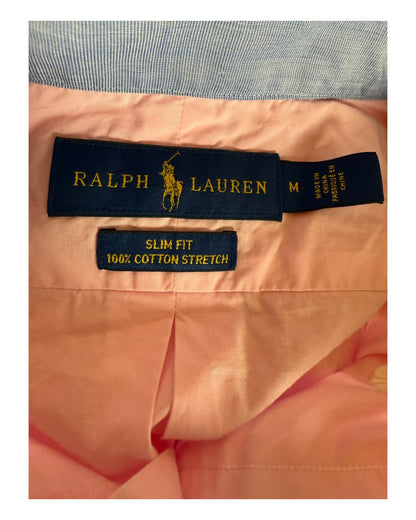 RALPH LAUREN
M
MADE IN
CHINA
FABRIQUÉ EN
CHINE
SLIM FIT
100% COTTON STRETCH